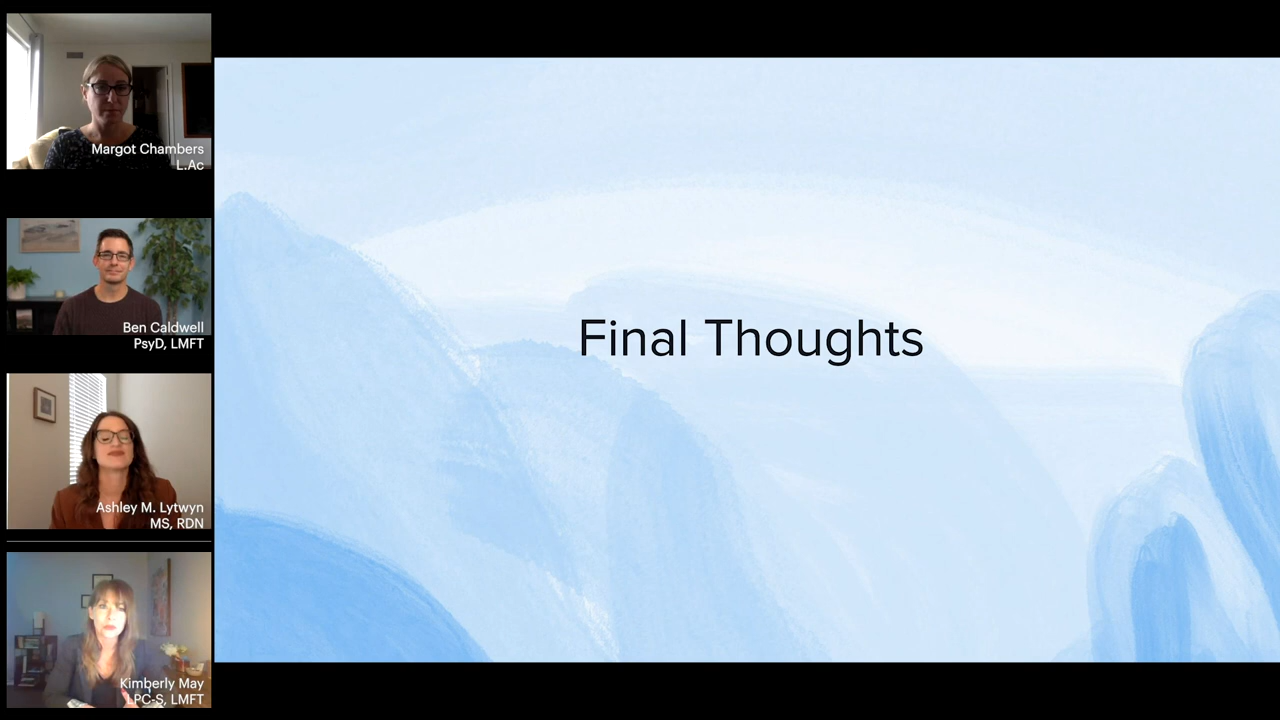 Margot Chambers
L.Ac
Ben Caldwell
PsyD, LMFT
Ashley M. Lytwyn
MS, RDN
Kimberly May
LPC-S, LMFT
Final Thoughts